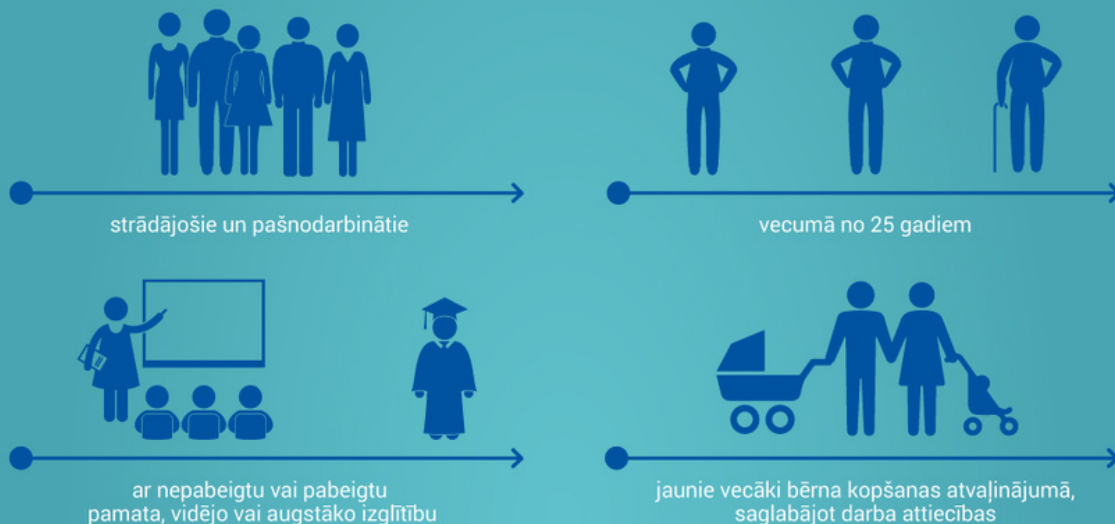 strādājošie un pašnodarbinātie
vecumā no 25 gadiem
ar nepabeigtu vai pabeigtu
pamata, vidējo vai augstāko izglītību
jaunie vecāki bērna kopšanas atvaļinājumā,
saglabājot darba attiecības